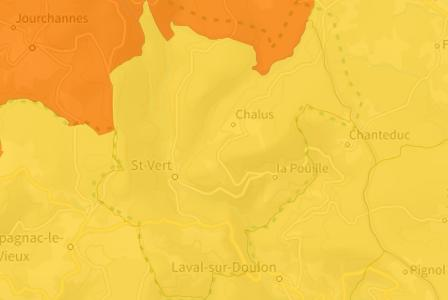 Jourchannes
Chalus
Chanteduc
St-Vert
la Pouille
pagnac-le-
Vieux
Laval-sur-Doulon
Pignol